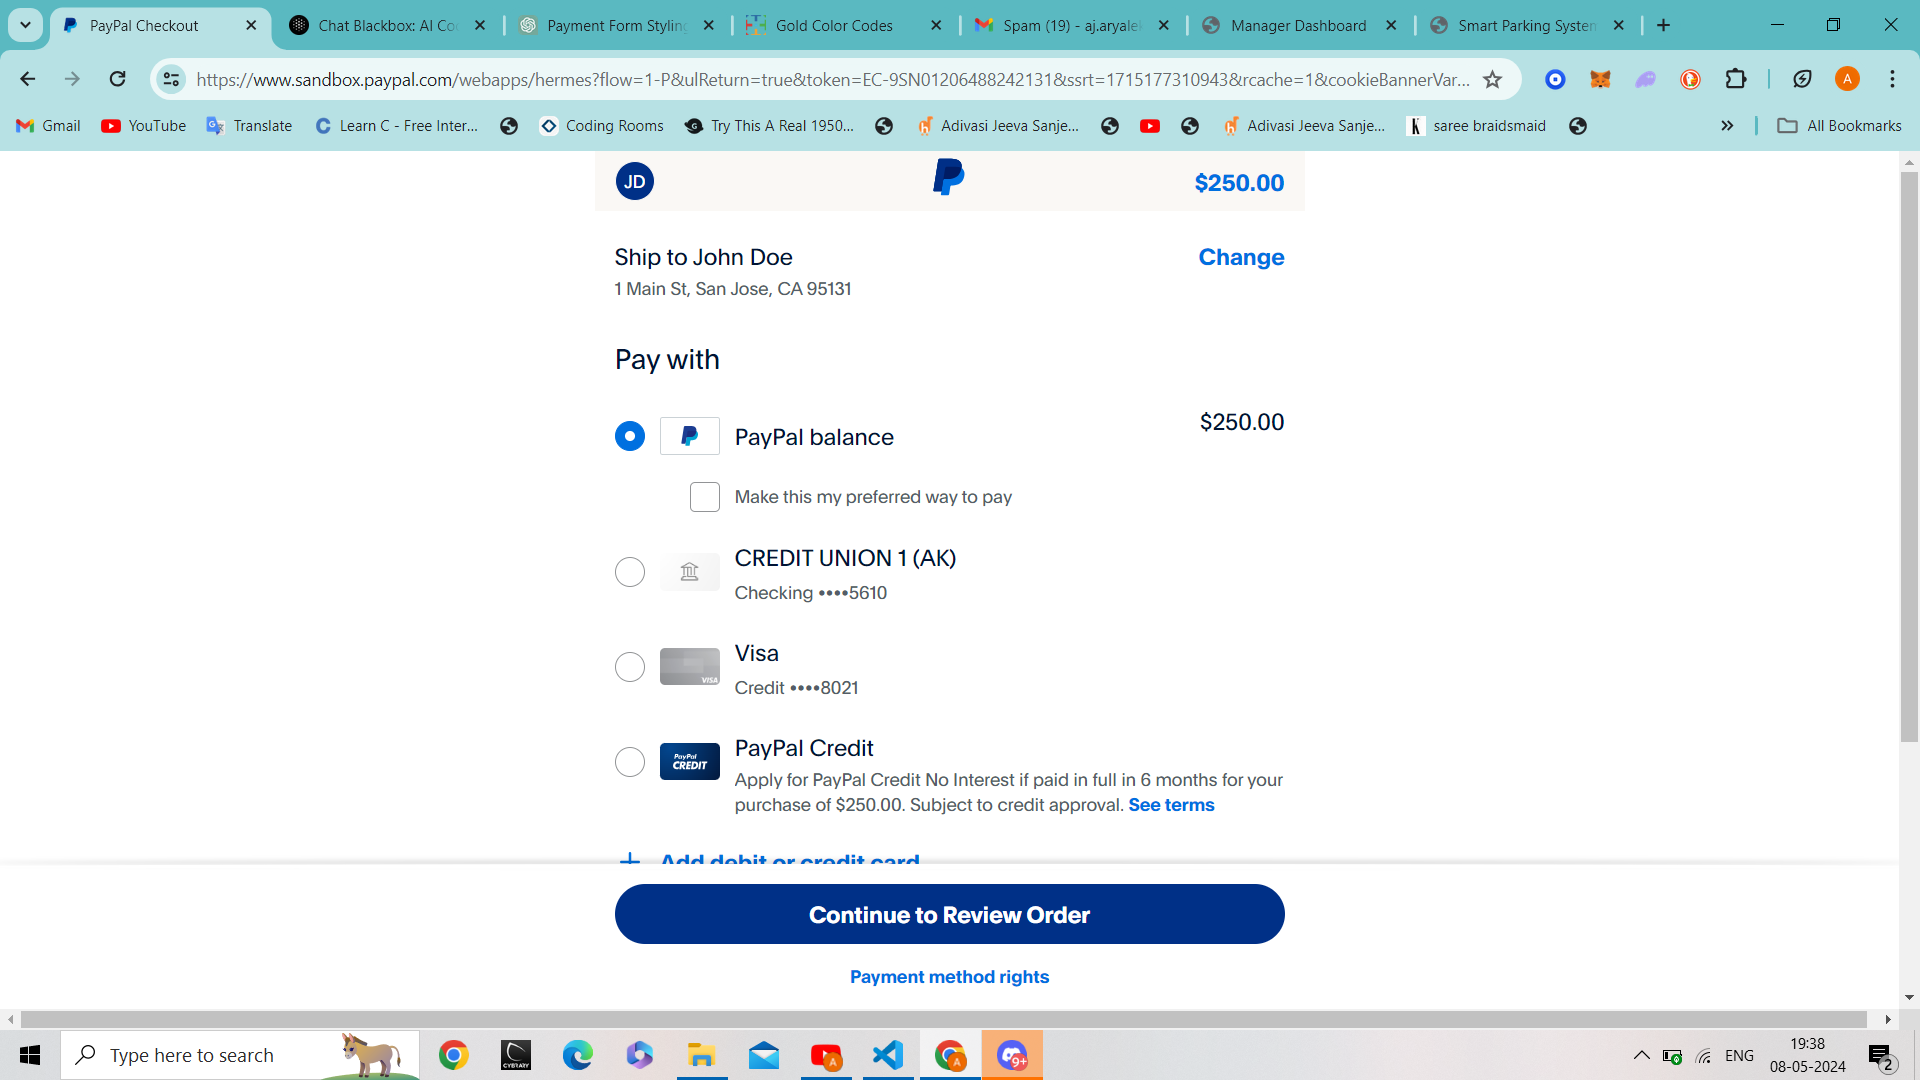 PayPal Checkout
Chat Blackbox: AI Co
Payment Form Styling
Gold Color Codes
Spam (19) - aj.aryalek
Manager Dashboard
Smart Parking System
https://www.sandbox.paypal.com/webapps/hermes?flow=1-P&ulReturn=true&token=EC-9SN01206488242131&ssrt=1715177310943&rcache=1&cookieBannerVar...
A
Gmail
YouTube
Translate
Learn C - Free Inter...
Coding Rooms
Try This A Real 1950...
Adivasi Jeeva Sanje...
Adivasi Jeeva Sanje...
saree braidsmaid
All Bookmarks
JD
$250.00
Ship to John Doe
Change
1 Main St, San Jose, CA 95131
Pay with
PayPal balance
$250.00
Make this my preferred way to pay
CREDIT UNION 1 (AK)
Checking ••••5610
Visa
VISA
Credit ••••8021
PayPal Credit
PayPal
CREDIT
Apply for PayPal Credit No Interest if paid in full in 6 months for your
purchase of $250.00. Subject to credit approval. See terms
Add debit or credit card
Continue to Review Order
Payment method rights
Type here to search
CYBRARY
A
A
9+
ENG
19:38
08-05-2024
2